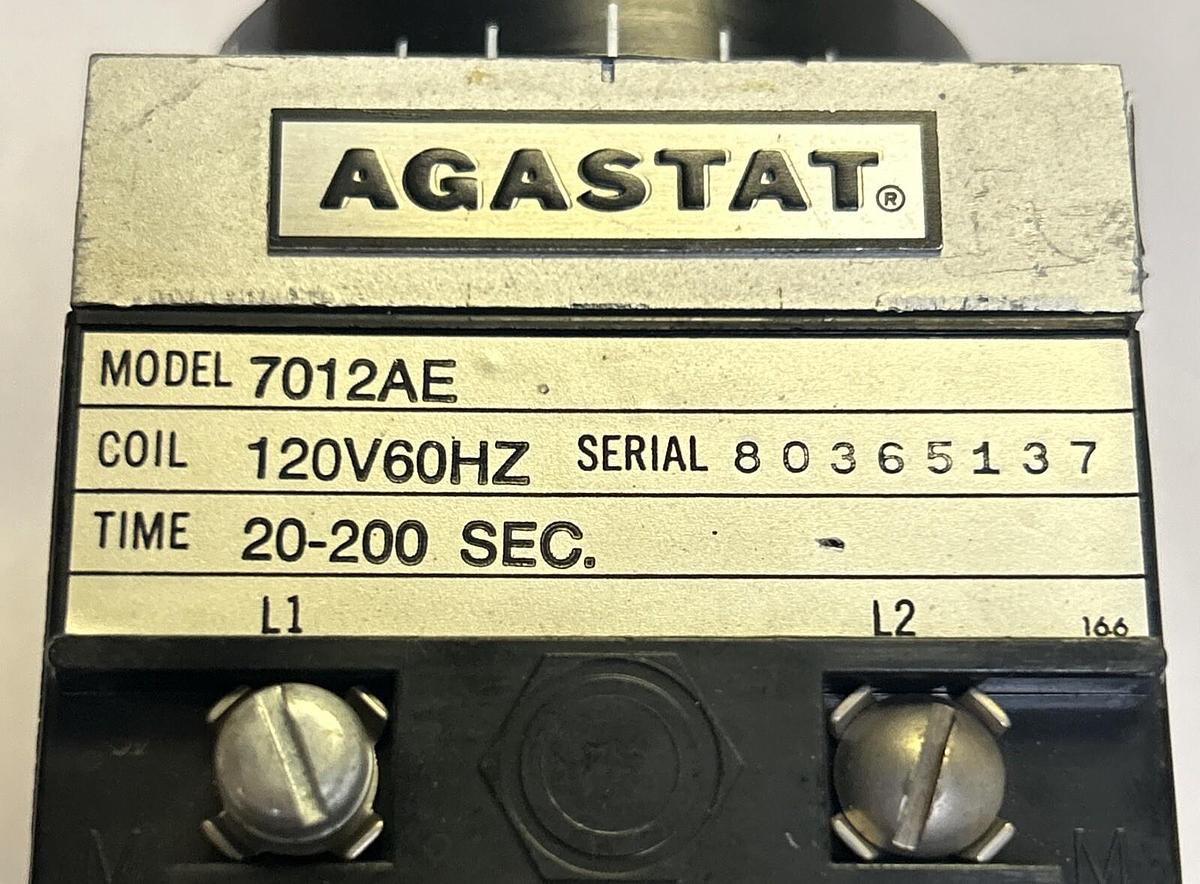 AGASTAT®
MODEL 7012AE
COIL 120V60HZ SERIAL 80365137
TIME 20-200 SEC.
L1 L2 166
M